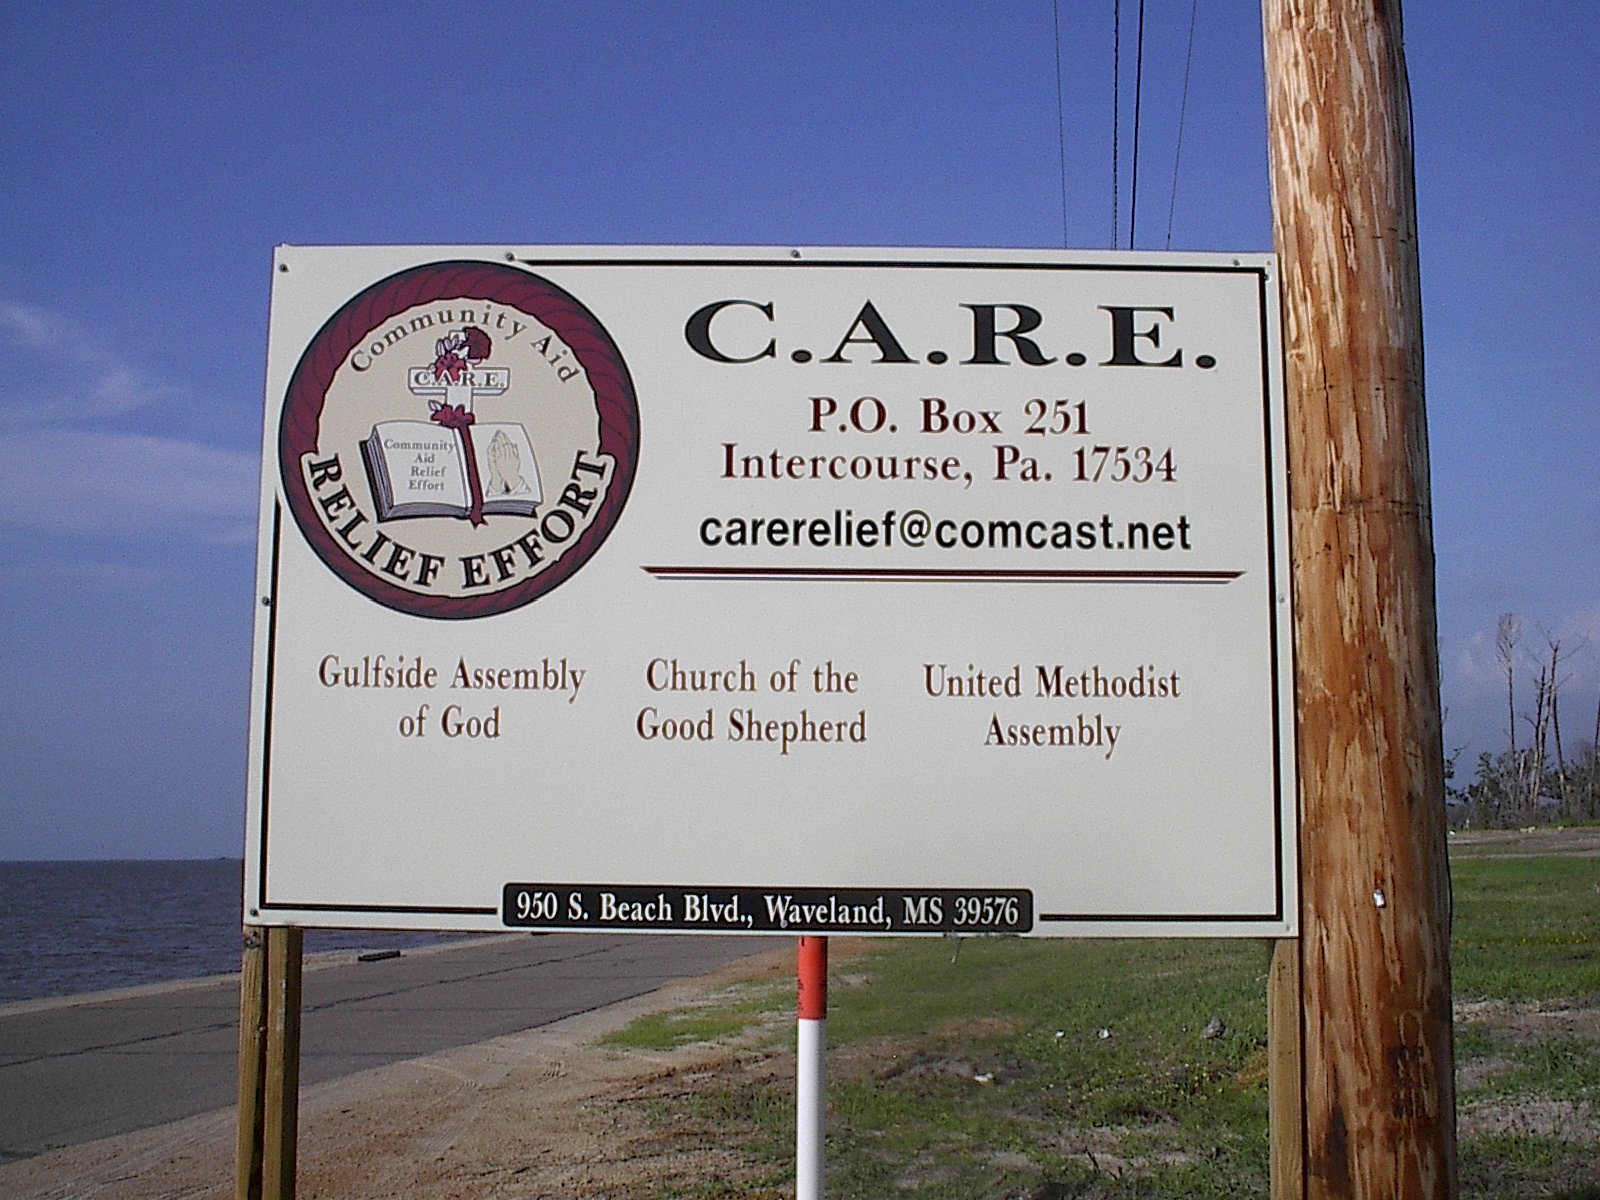 Community Aid
C.A.R.E.
Community
Aid
Relief
Effort
RELIEF EFFORT
C.A.R.E.
P.O. Box 251
Intercourse, Pa. 17534
carerelief@comcast.net
Gulfside Assembly
of God
Church of the
Good Shepherd
United Methodist
Assembly
950 S. Beach Blvd., Waveland, MS 39576